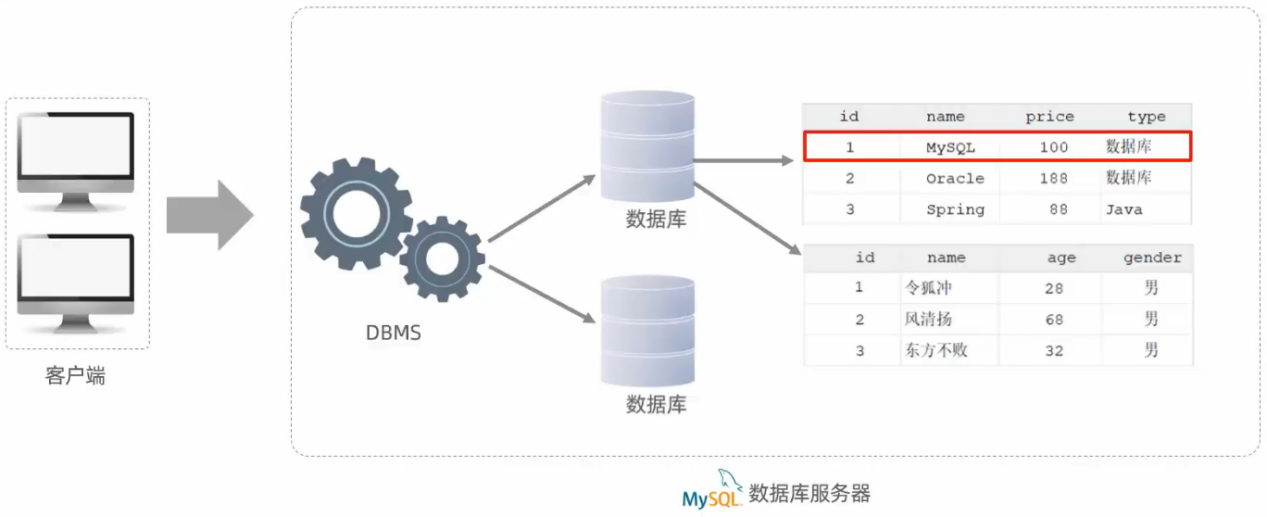 客户端
DBMS
数据库
数据库
id name price type
1 MySQL 100 数据库
2 Oracle 188 数据库
3 Spring 88 Java
id name age gender
1 令狐冲 28 男
2 风清扬 68 男
3 东方不败 32 男
MySQL 数据库服务器